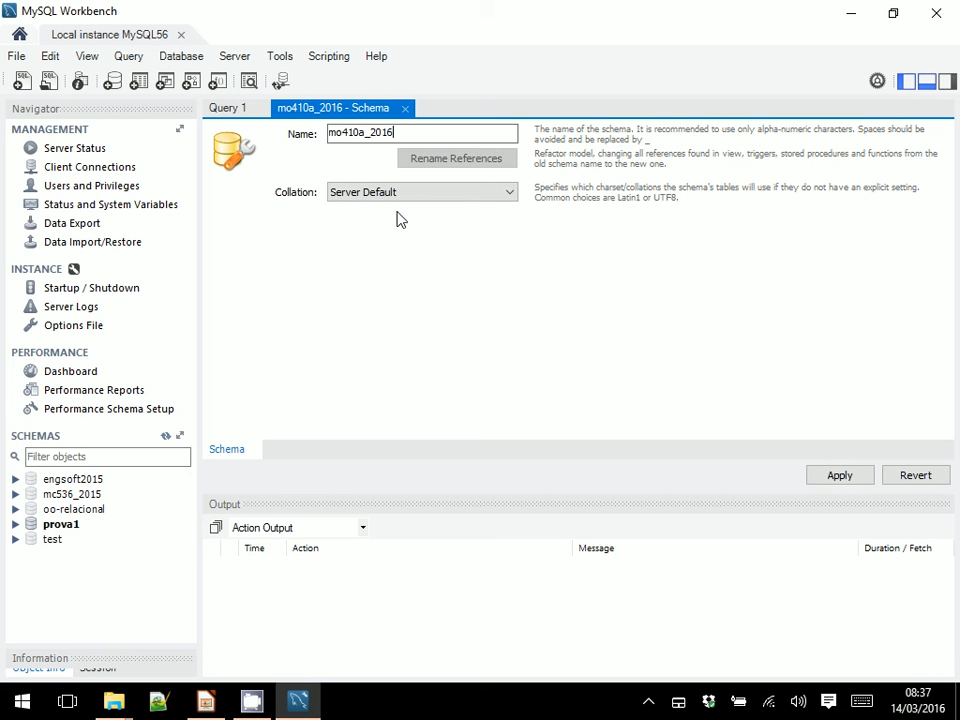 MySQL Workbench
Local instance MySQL56
File Edit View Query Database Server Tools Scripting Help
Navigator
MANAGEMENT
Server Status
Client Connections
Users and Privileges
Status and System Variables
Data Export
Data Import/Restore
INSTANCE
Startup / Shutdown
Server Logs
Options File
PERFORMANCE
Dashboard
Performance Reports
Performance Schema Setup
SCHEMAS
Filter objects
engsoft2015
mc536_2015
oo-relacional
prova1
test
Information
Object Info Session
Query 1
mo410a_2016 - Schema
Name: mo410a_2016
Rename References
Collation: Server Default
The name of the schema. It is recommended to use only alpha-numeric characters. Spaces should be
avoided and be replaced by _
Refactor model, changing all references found in view, triggers, stored procedures and functions from the
old schema name to the new one.
Specifies which charset/collations the schema's tables will use if they do not have an explicit setting.
Common choices are Latin1 or UTF8.
Schema
Apply Revert
Output
Action Output
Time Action Message Duration / Fetch
08:37
14/03/2016